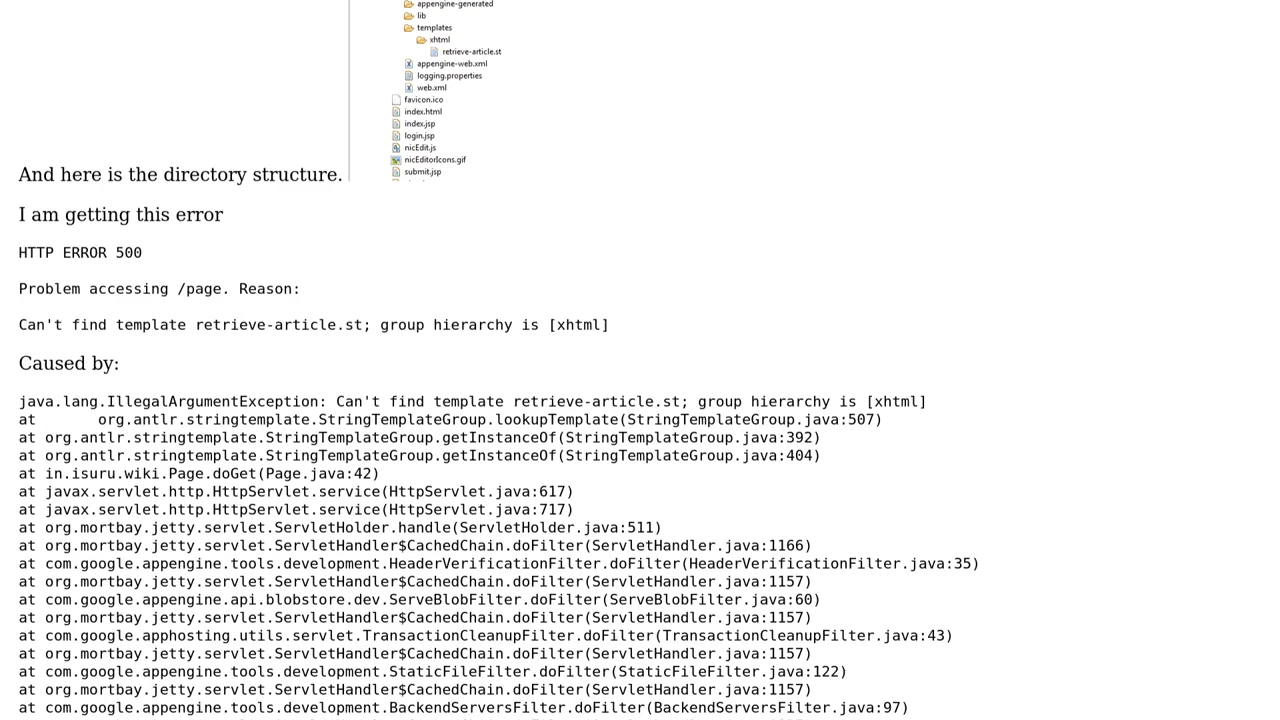 appengine-generated
lib
templates
xhtml
retrieve-article.st
appengine-web.xml
logging.properties
web.xml
favicon.ico
index.html
index.jsp
login.jsp
nicEdit.js
nicEditorIcons.gif
submit.jsp
And here is the directory structure.
I am getting this error
HTTP ERROR 500
Problem accessing /page. Reason:
Can't find template retrieve-article.st; group hierarchy is [xhtml]
Caused by:
java.lang.IllegalArgumentException: Can't find template retrieve-article.st; group hierarchy is [xhtml]
at       org.antlr.stringtemplate.StringTemplateGroup.lookupTemplate(StringTemplateGroup.java:507)
at org.antlr.stringtemplate.StringTemplateGroup.getInstanceOf(StringTemplateGroup.java:392)
at org.antlr.stringtemplate.StringTemplateGroup.getInstanceOf(StringTemplateGroup.java:404)
at in.isuru.wiki.Page.doGet(Page.java:42)
at javax.servlet.http.HttpServlet.service(HttpServlet.java:617)
at javax.servlet.http.HttpServlet.service(HttpServlet.java:717)
at org.mortbay.jetty.servlet.ServletHolder.handle(ServletHolder.java:511)
at org.mortbay.jetty.servlet.ServletHandler$CachedChain.doFilter(ServletHandler.java:1166)
at com.google.appengine.tools.development.HeaderVerificationFilter.doFilter(HeaderVerificationFilter.java:35)
at org.mortbay.jetty.servlet.ServletHandler$CachedChain.doFilter(ServletHandler.java:1157)
at com.google.appengine.api.blobstore.dev.ServeBlobFilter.doFilter(ServeBlobFilter.java:60)
at org.mortbay.jetty.servlet.ServletHandler$CachedChain.doFilter(ServletHandler.java:1157)
at com.google.apphosting.utils.servlet.TransactionCleanupFilter.doFilter(TransactionCleanupFilter.java:43)
at org.mortbay.jetty.servlet.ServletHandler$CachedChain.doFilter(ServletHandler.java:1157)
at com.google.appengine.tools.development.StaticFileFilter.doFilter(StaticFileFilter.java:122)
at org.mortbay.jetty.servlet.ServletHandler$CachedChain.doFilter(ServletHandler.java:1157)
at com.google.appengine.tools.development.BackendServersFilter.doFilter(BackendServersFilter.java:97)